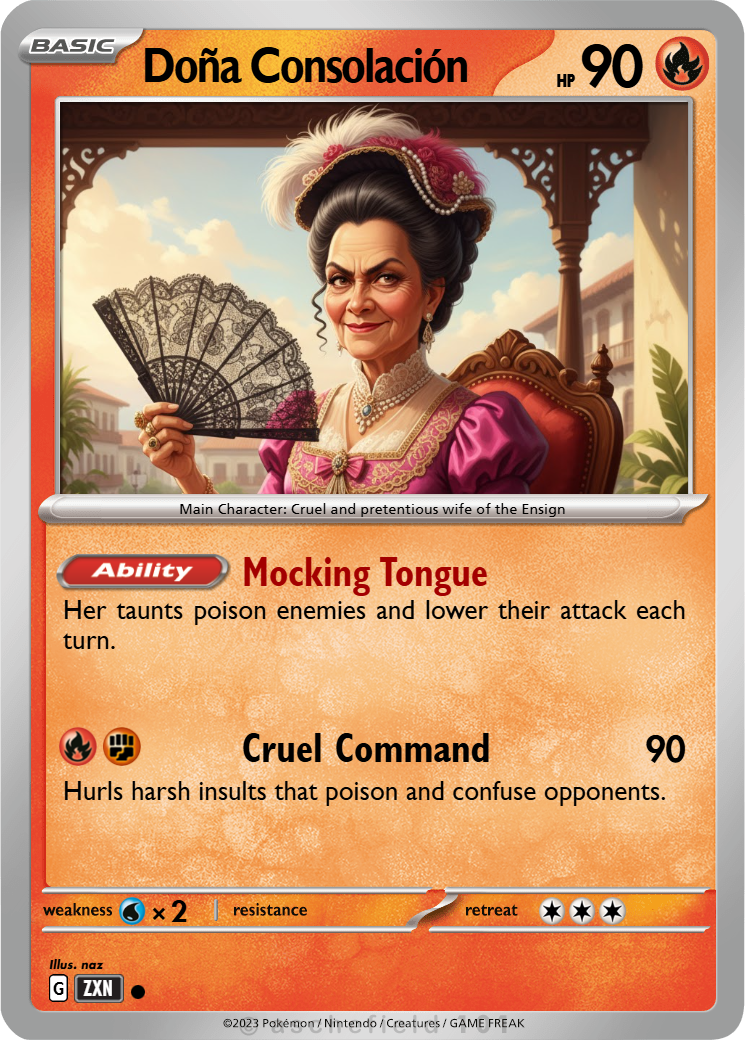 BASIC
Doña Consolación
HP 90
Main Character: Cruel and pretentious wife of the Ensign
Ability Mocking Tongue
Her taunts poison enemies and lower their attack each
turn.
Cruel Command 90
Hurls harsh insults that poison and confuse opponents.
weakness × 2 | resistance retreat
Illus. naz
G ZXN
©2023 Pokémon / Nintendo / Creatures / GAME FREAK